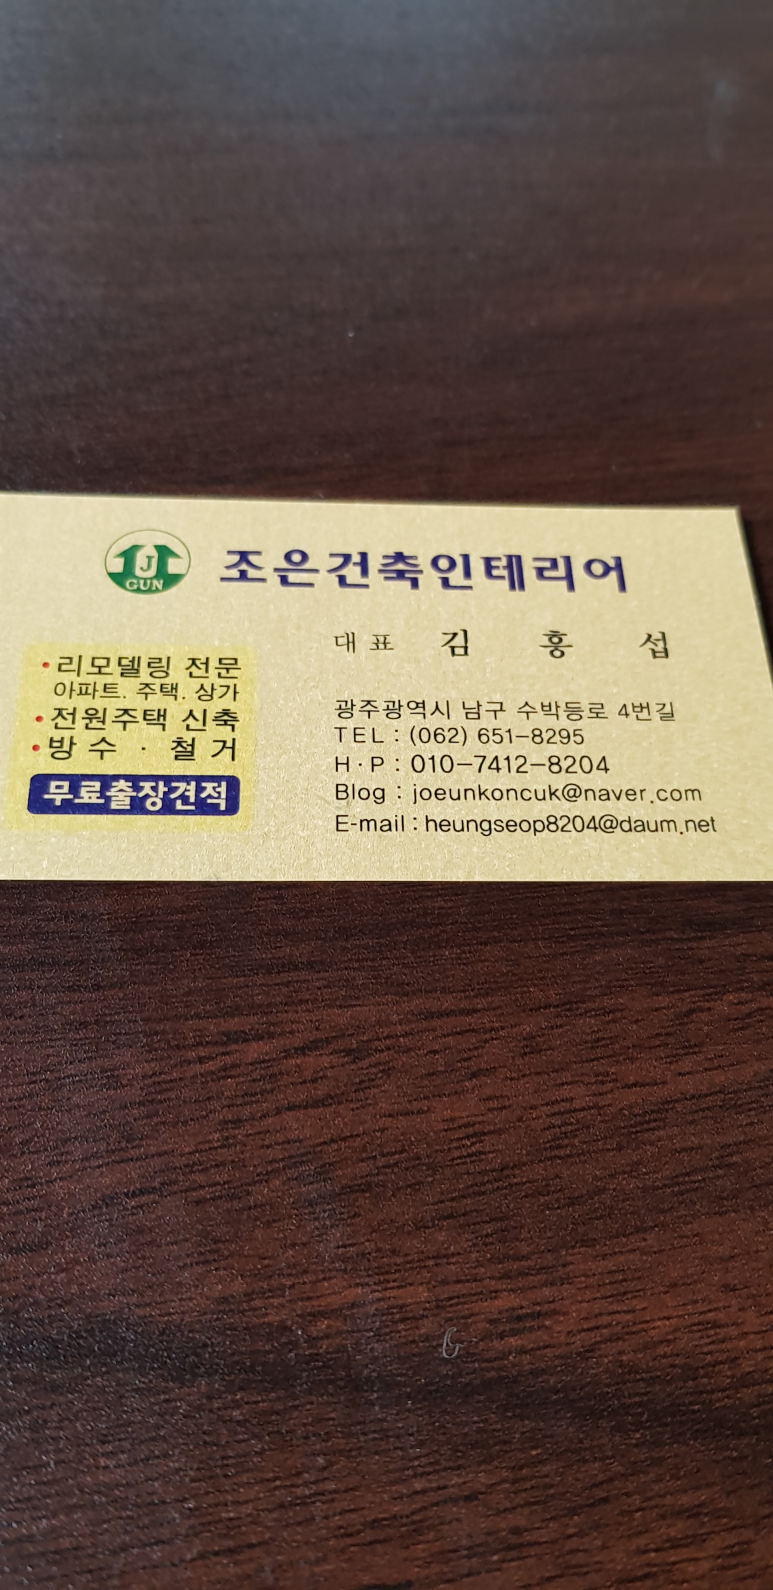 J
GUN
조은건축인테리어
대표 김 흥 섭
• 리모델링 전문
아파트. 주택. 상가
• 전원주택 신축
• 방 수 · 철 거
무료출장견적
광주광역시 남구 수박등로 4번길
TEL : (062) 651-8295
H · P : 010-7412-8204
Blog : joeunkoncuk@naver.com
E-mail : heungseop8204@daum.net